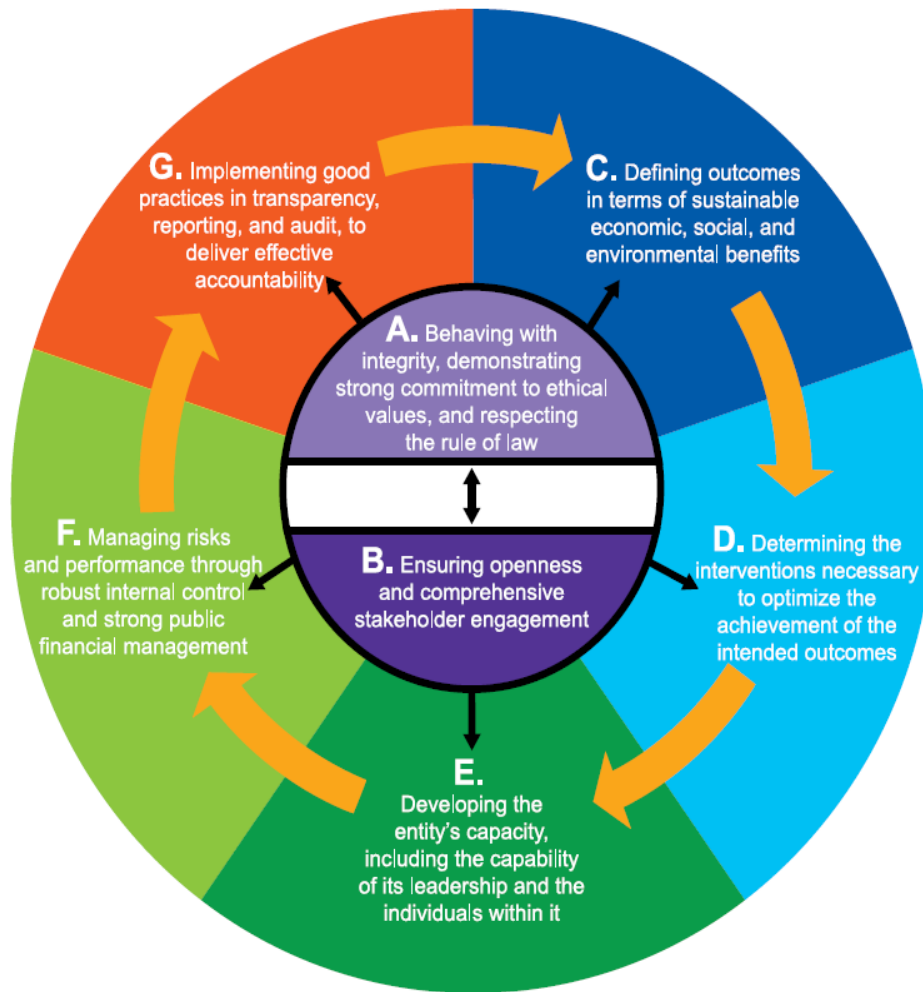 G. Implementing good
practices in transparency,
reporting, and audit, to
deliver effective
accountability
C. Defining outcomes
in terms of sustainable
economic, social, and
environmental benefits
A. Behaving with
integrity, demonstrating
strong commitment to ethical
values, and respecting
the rule of law
B. Ensuring openness
and comprehensive
stakeholder engagement
D. Determining the
interventions necessary
to optimize the
achievement of the
intended outcomes
E.
Developing the
entity's capacity,
including the capability
of its leadership and the
individuals within it
F. Managing risks
and performance through
robust internal control
and strong public
financial management